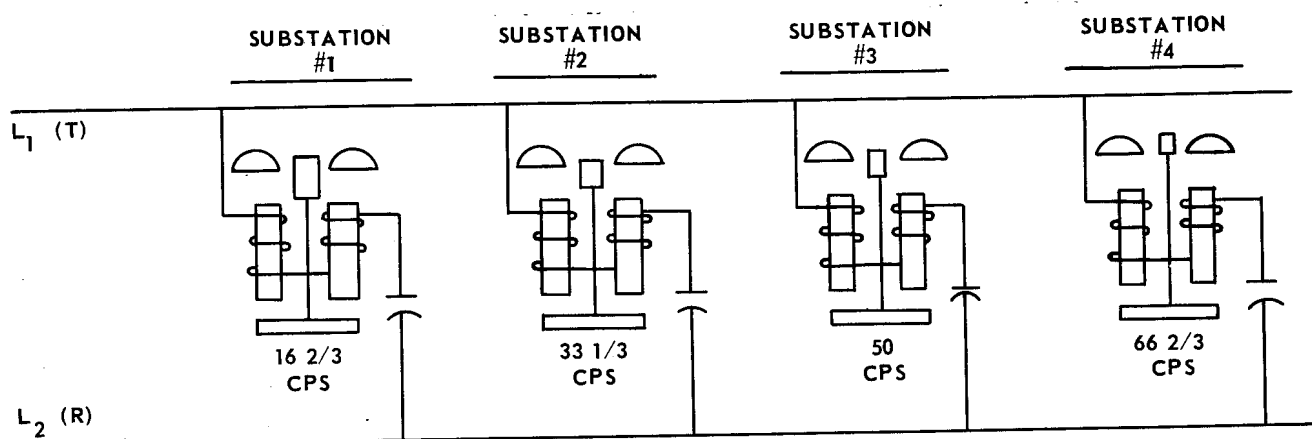 SUBSTATION
#1
SUBSTATION
#2
SUBSTATION
#3
SUBSTATION
#4
L1 (T)
16 2/3
CPS
33 1/3
CPS
50
CPS
66 2/3
CPS
L2 (R)